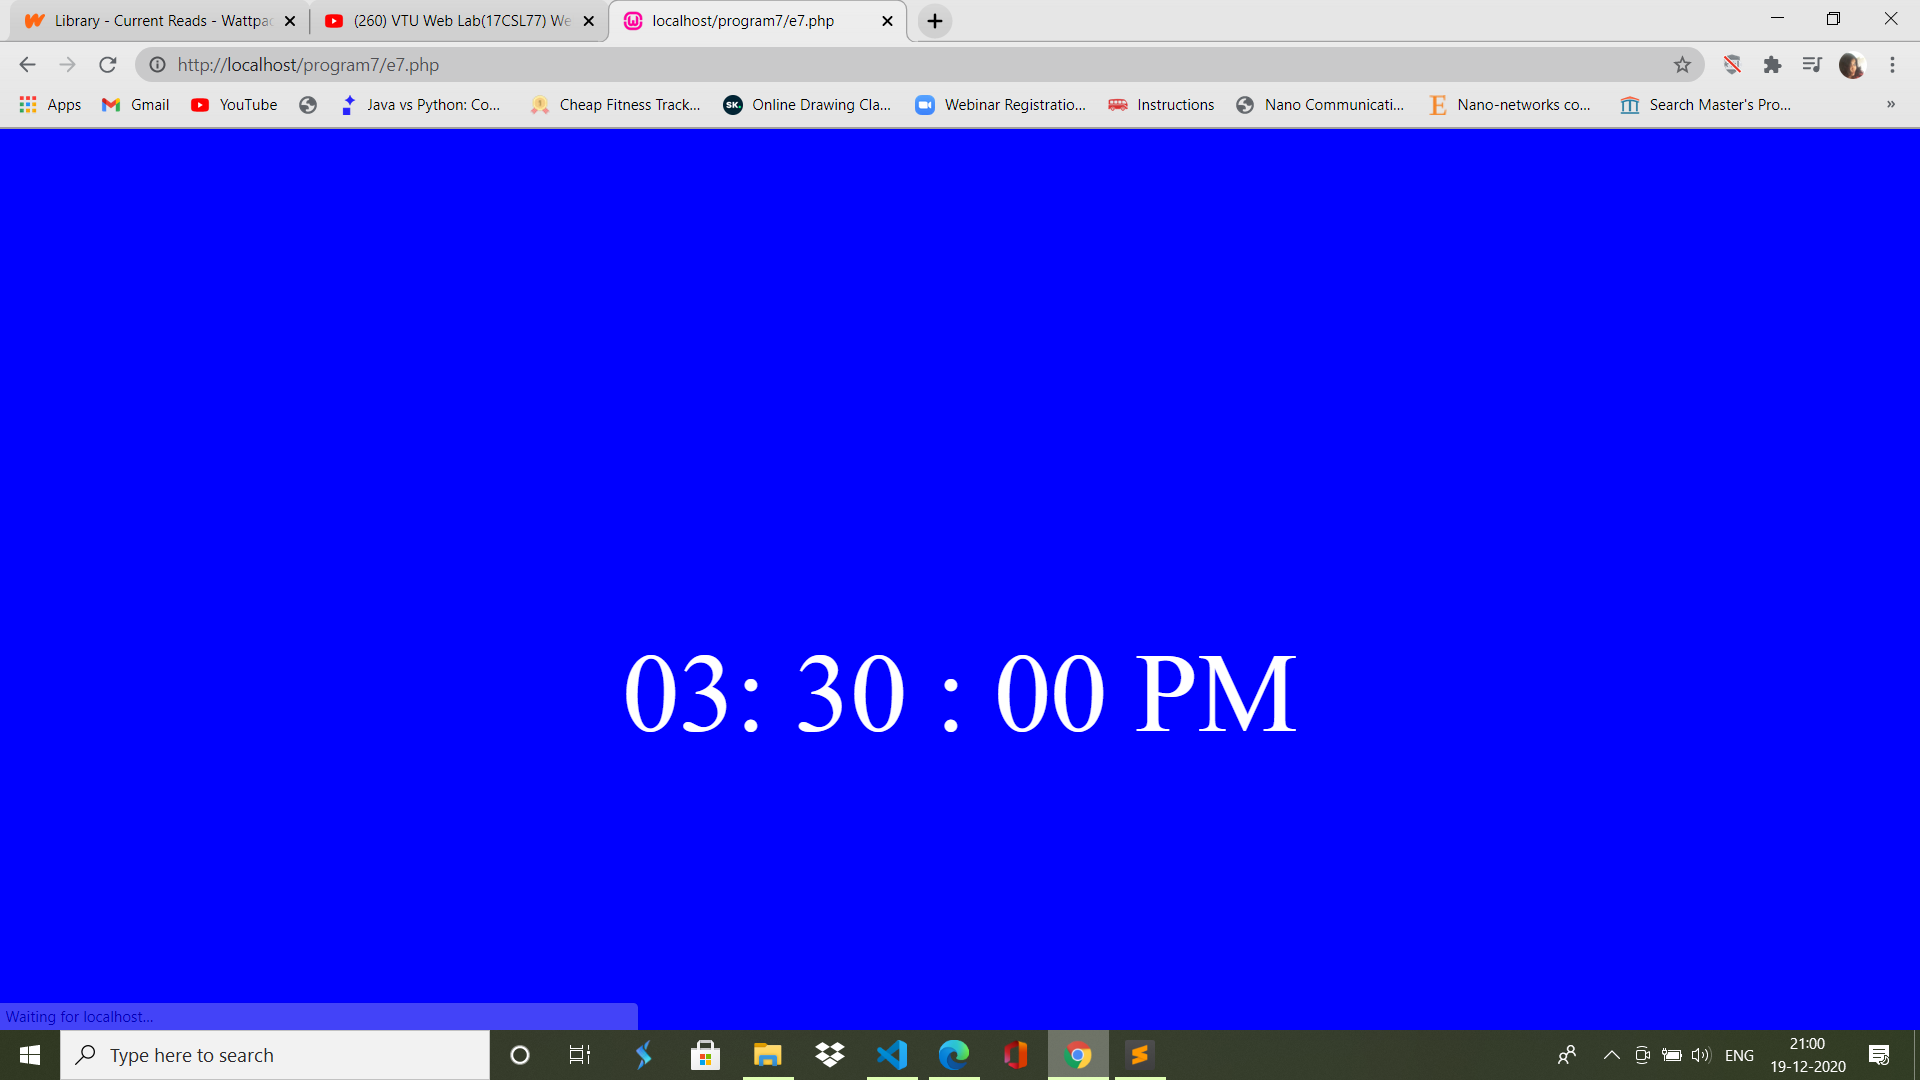 Library - Current Reads - Wattpa
(260) VTU Web Lab(17CSL77) We
localhost/program7/e7.php
http://localhost/program7/e7.php
Apps
Gmail
YouTube
Java vs Python: Co...
Cheap Fitness Track...
SK.
Online Drawing Cla...
Webinar Registratio...
Instructions
Nano Communicati...
E
Nano-networks co...
Search Master's Pro...
»
03: 30 : 00 PM
Waiting for localhost...
Type here to search
ENG
21:00
19-12-2020